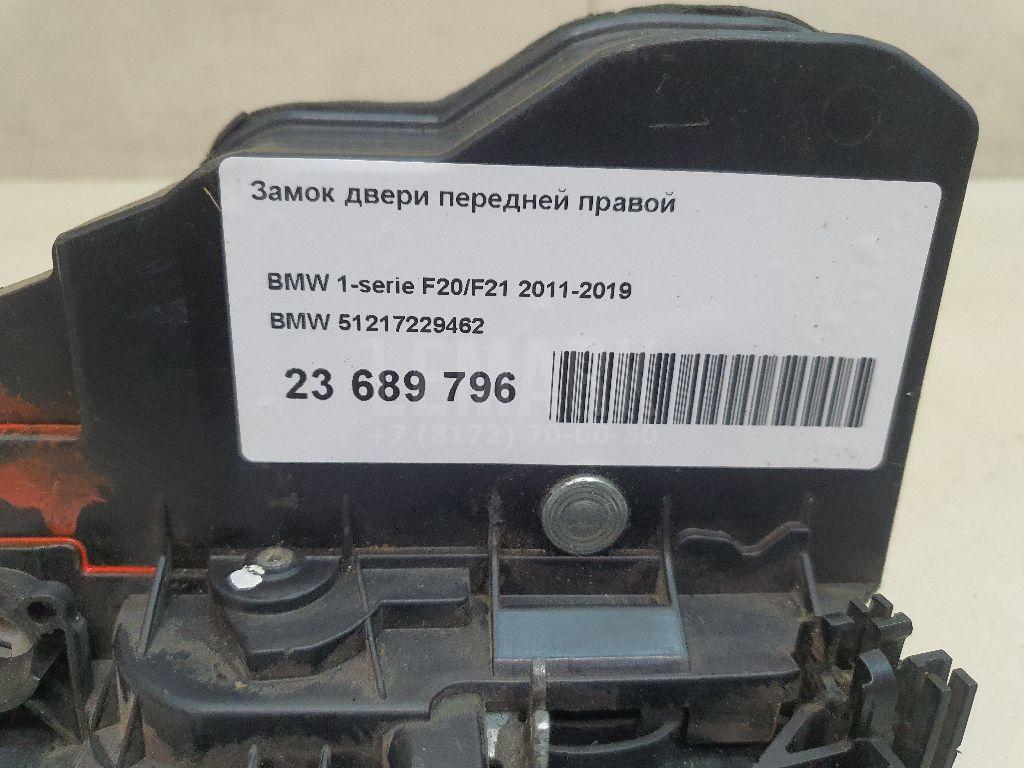 Замок двери передней правой
BMW 1-serie F20/F21 2011-2019
BMW 51217229462
23 689 796
+7 (8172) 70-60-30